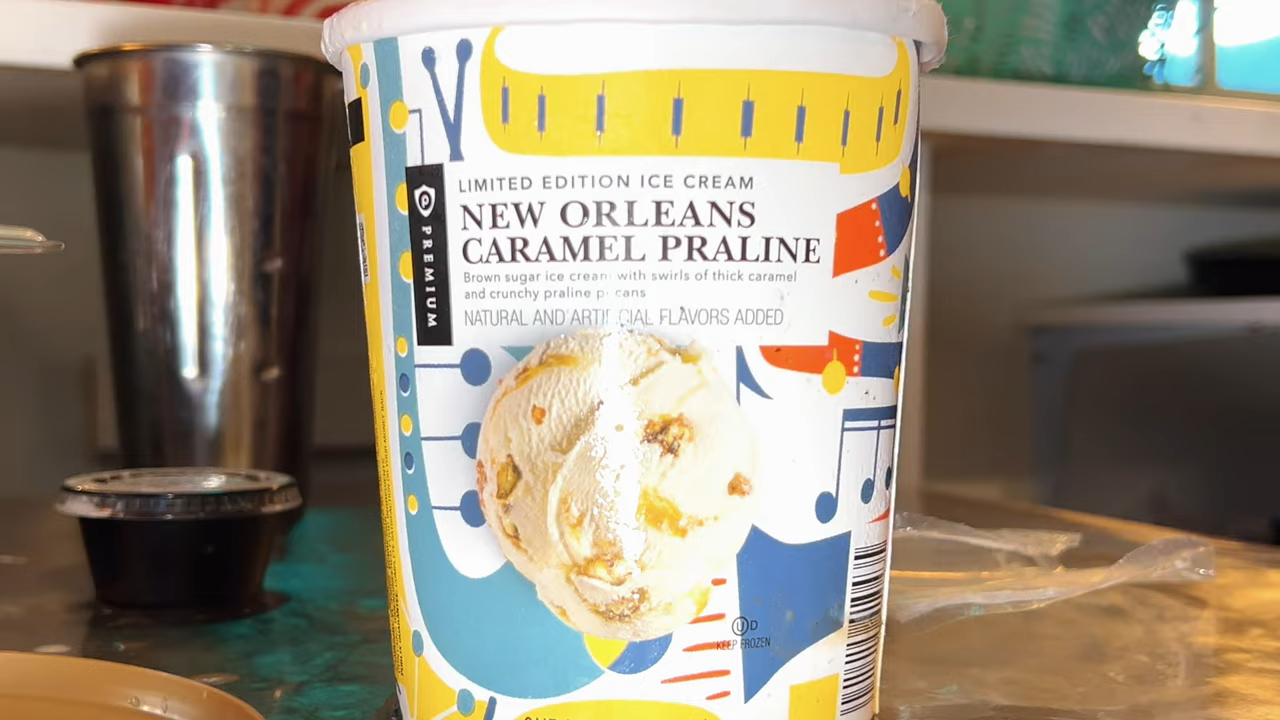 LIMITED EDITION ICE CREAM
NEW ORLEANS
CARAMEL PRALINE
Brown sugar ice cream with swirls of thick caramel
and crunchy praline pecans
NATURAL AND ARTIFICIAL FLAVORS ADDED
P
PREMIUM
U D
KEEP FROZEN